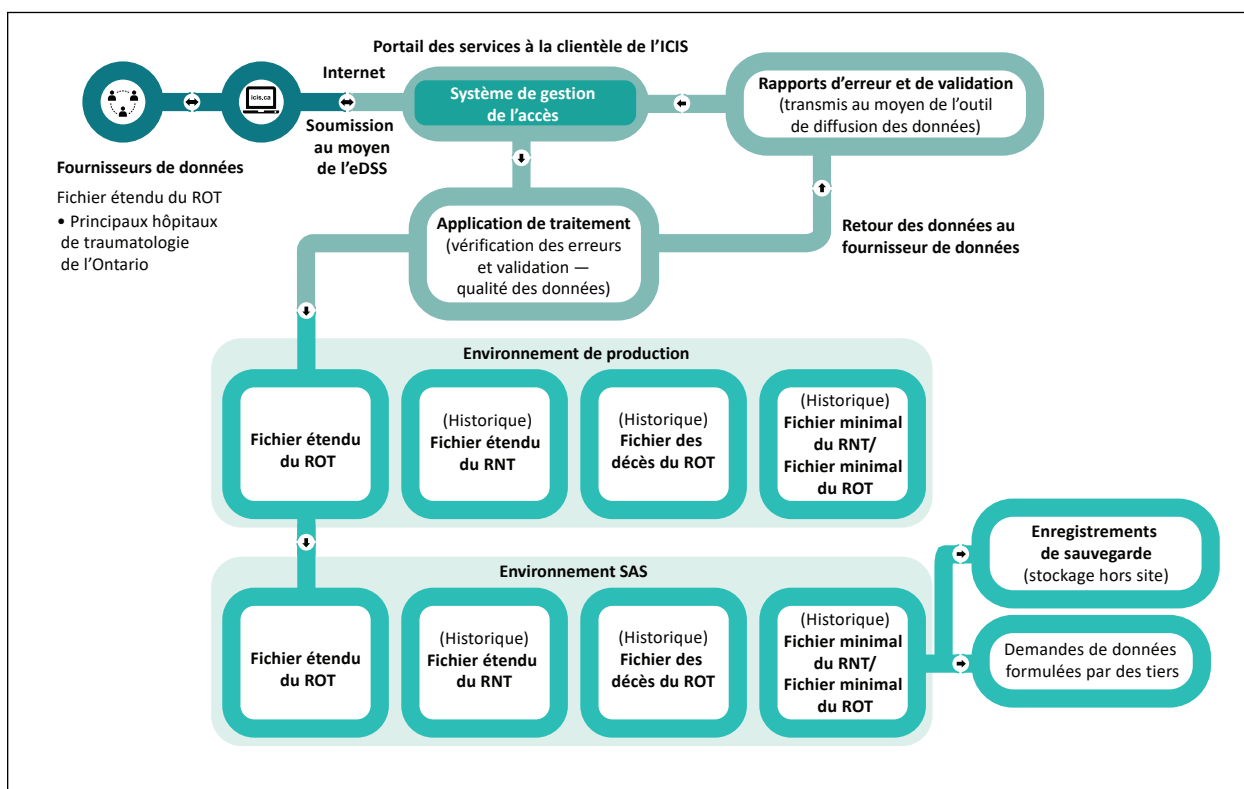 Portail des services à la clientèle de l’ICIS
Internet
icis.ca
Système de gestion
de l’accès
Rapports d’erreur et de validation
(transmis au moyen de l’outil
de diffusion des données)
Soumission
au moyen
de l’eDSS
Fournisseurs de données
Fichier étendu du ROT
• Principaux hôpitaux
de traumatologie
de l’Ontario
Application de traitement
(vérification des erreurs
et validation —
qualité des données)
Retour des données au
fournisseur de données
Environnement de production
Fichier étendu
du ROT
(Historique)
Fichier étendu
du RNT
(Historique)
Fichier des
décès du ROT
(Historique)
Fichier minimal
du RNT/
Fichier minimal
du ROT
Environnement SAS
Fichier étendu
du ROT
(Historique)
Fichier étendu
du RNT
(Historique)
Fichier des
décès du ROT
(Historique)
Fichier minimal
du RNT/
Fichier minimal
du ROT
Enregistrements
de sauvegarde
(stockage hors site)
Demandes de données
formulées par des tiers